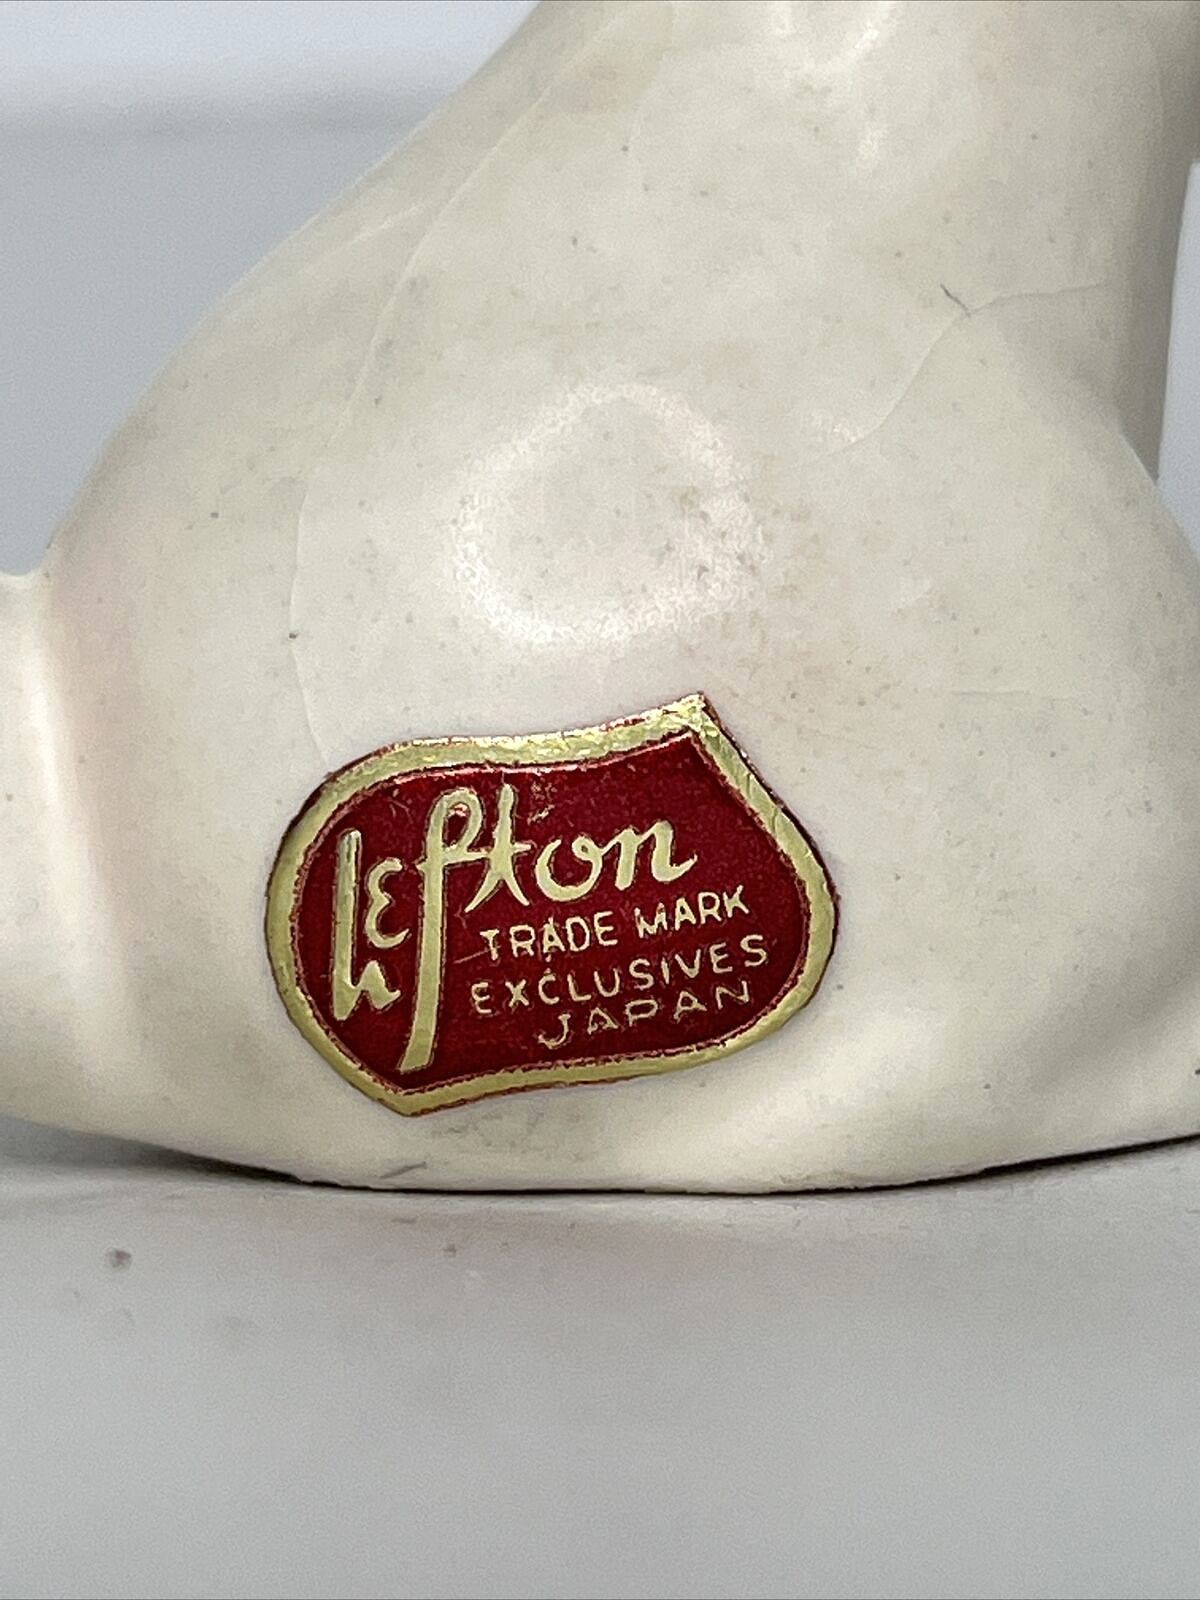 Lefton
TRADE MARK
EXCLUSIVES
JAPAN